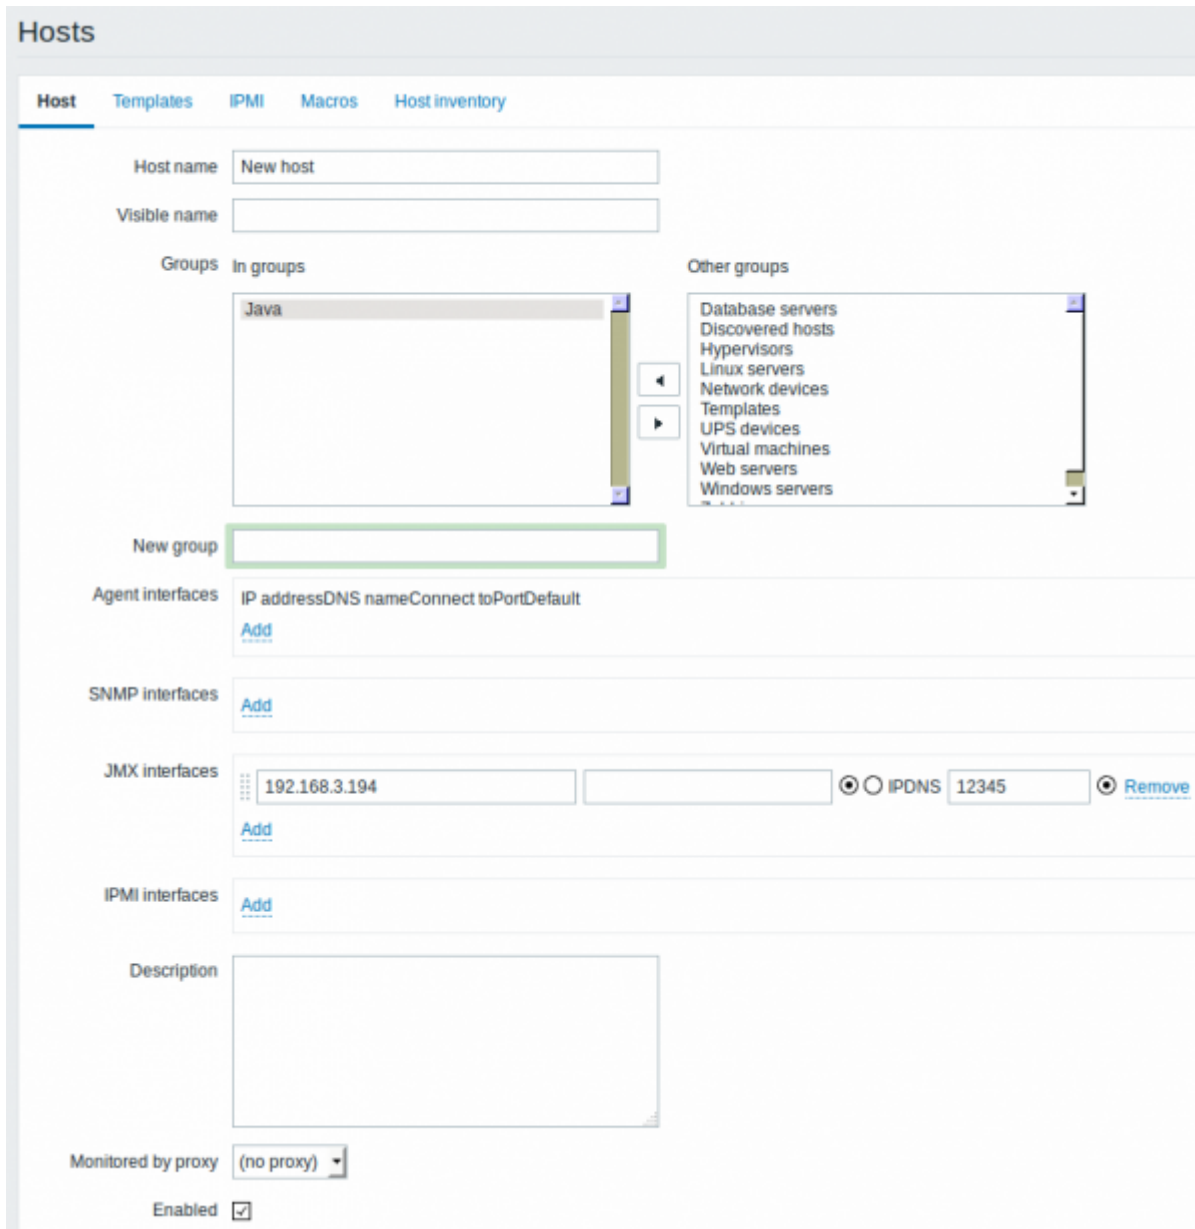 Hosts
Host Templates IPMI Macros Host inventory
Host name New host
Visible name
Groups In groups Other groups
Java
Database servers
Discovered hosts
Hypervisors
Linux servers
Network devices
Templates
UPS devices
Virtual machines
Web servers
Windows servers
New group
Agent interfaces IP addressDNS nameConnect toPortDefault
Add
SNMP interfaces Add
JMX interfaces 192.168.3.194 IPDNS 12345 Remove
Add
IPMI interfaces Add
Description
Monitored by proxy (no proxy)
Enabled